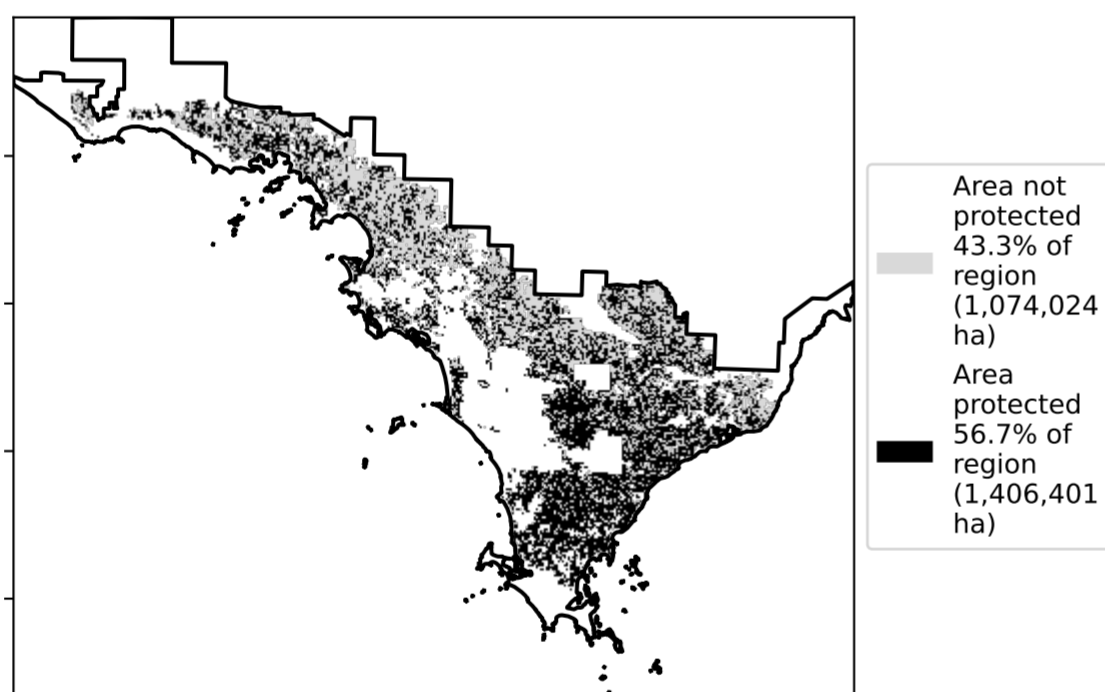 Area not
protected
43.3% of
region
(1,074,024
ha)
Area
protected
56.7% of
region
(1,406,401
ha)